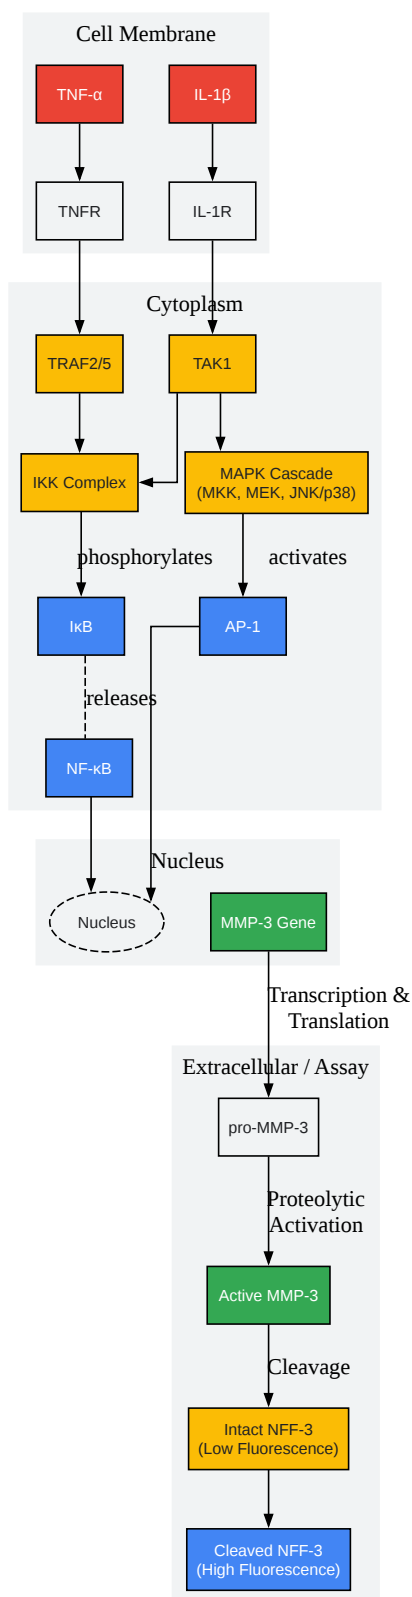 Cell Membrane
TNF-α
IL-1β
TNFR
IL-1R
Cytoplasm
TRAF2/5
TAK1
IKK Complex
MAPK Cascade
(MKK, MEK, JNK/p38)
phosphorylates
activates
IκB
AP-1
releases
NF-κB
Nucleus
Nucleus
MMP-3 Gene
Transcription &
Translation
Extracellular / Assay
pro-MMP-3
Proteolytic
Activation
Active MMP-3
Cleavage
Intact NFF-3
(Low Fluorescence)
Cleaved NFF-3
(High Fluorescence)